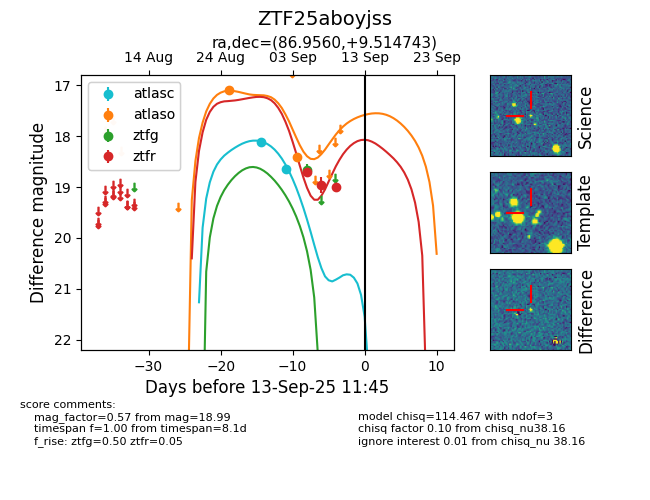 ZTF25aboyjss
ra,dec=(86.9560,+9.514743)
14 Aug 24 Aug 03 Sep 13 Sep 23 Sep
17
18
19
20
21
22
Difference magnitude
atlasc
atlaso
ztfg
ztfr
−30 −20 −10 0 10
Days before 13-Sep-25 11:45
Science
Template
Difference
score comments:
mag_factor=0.57 from mag=18.99
timespan f=1.00 from timespan=8.1d
f_rise: ztfg=0.50 ztfr=0.05
model chisq=114.467 with ndof=3
chisq factor 0.10 from chisq_nu38.16
ignore interest 0.01 from chisq_nu 38.16